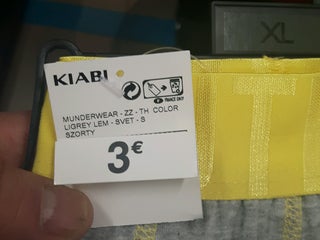 XL
KIABI
MUNDERWEAR - ZZ - TH COLOR
LIGREY LEM - SVET - S
SZORTY
3€